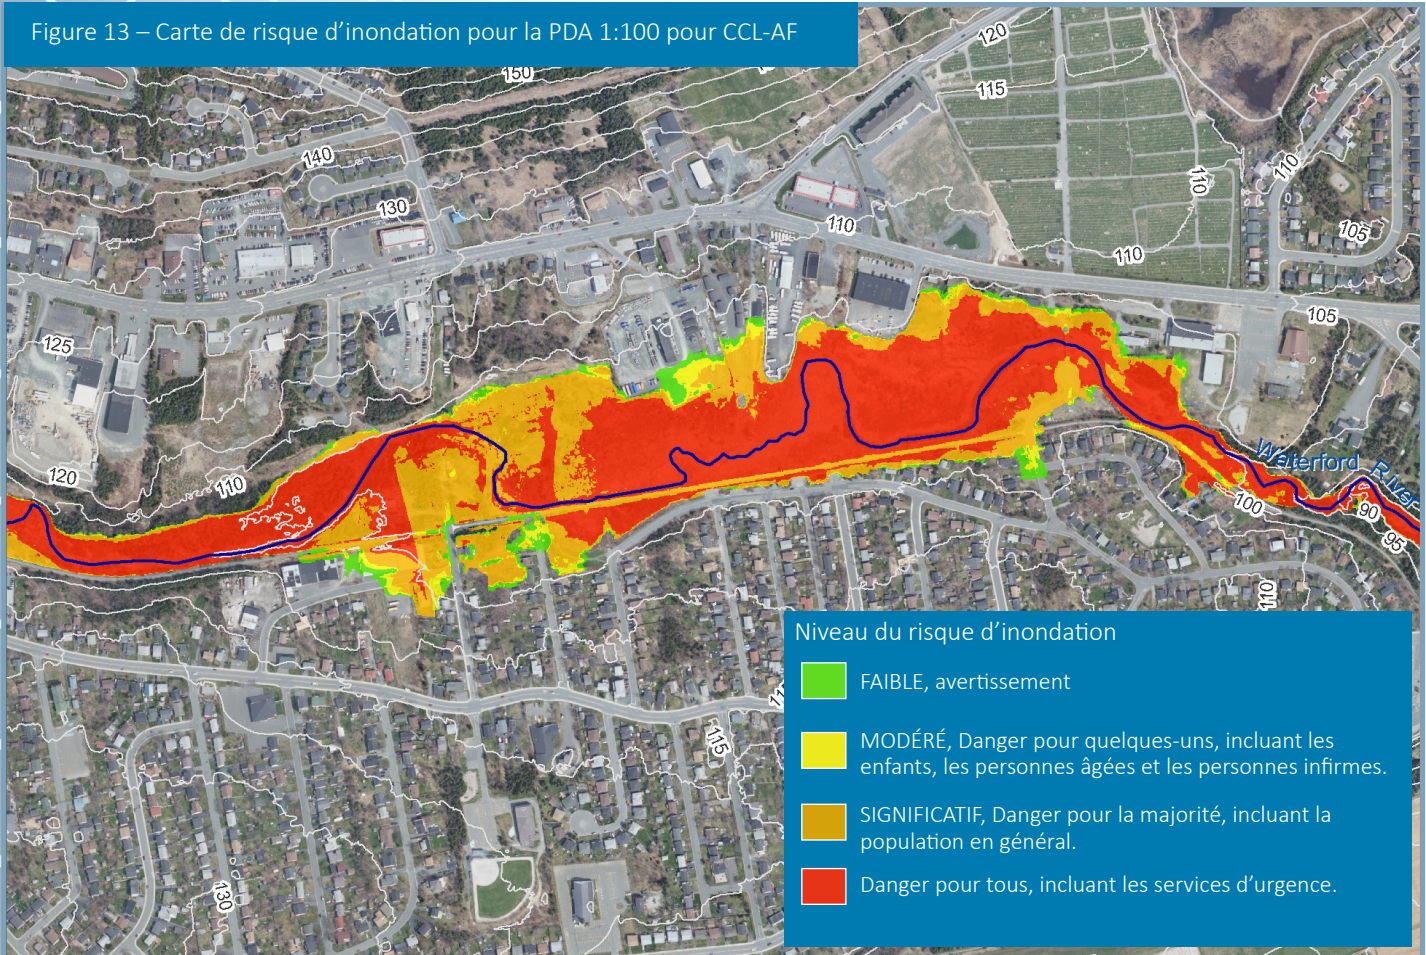 Figure 13 – Carte de risque d’inondation pour la PDA 1:100 pour CCL-AF
120
150
115
140
110
110
130
105
110
110
105
125
120
110
Waterford River
100
90
95
110
115
130
Niveau du risque d’inondation
FAIBLE, avertissement
MODÉRÉ, Danger pour quelques-uns, incluant les
enfants, les personnes âgées et les personnes infirmes.
SIGNIFICATIF, Danger pour la majorité, incluant la
population en général.
Danger pour tous, incluant les services d’urgence.